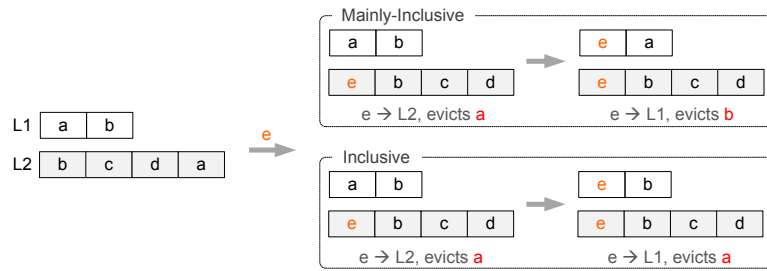 Mainly-Inclusive
a b e a
e b c d e b c d
e → L2, evicts a e → L1, evicts b
L1 a b
e
L2 b c d a
Inclusive
a b e b
e b c d e b c d
e → L2, evicts a e → L1, evicts a